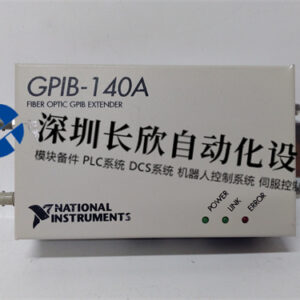 GPIB-140A
FIBER OPTIC GPIB EXTENDER
深圳长欣自动化设
模块备件 PLC系统 DCS系统 机器人控制系统 伺服控制
NATIONAL
INSTRUMENTS
POWER
LINK
ERROR